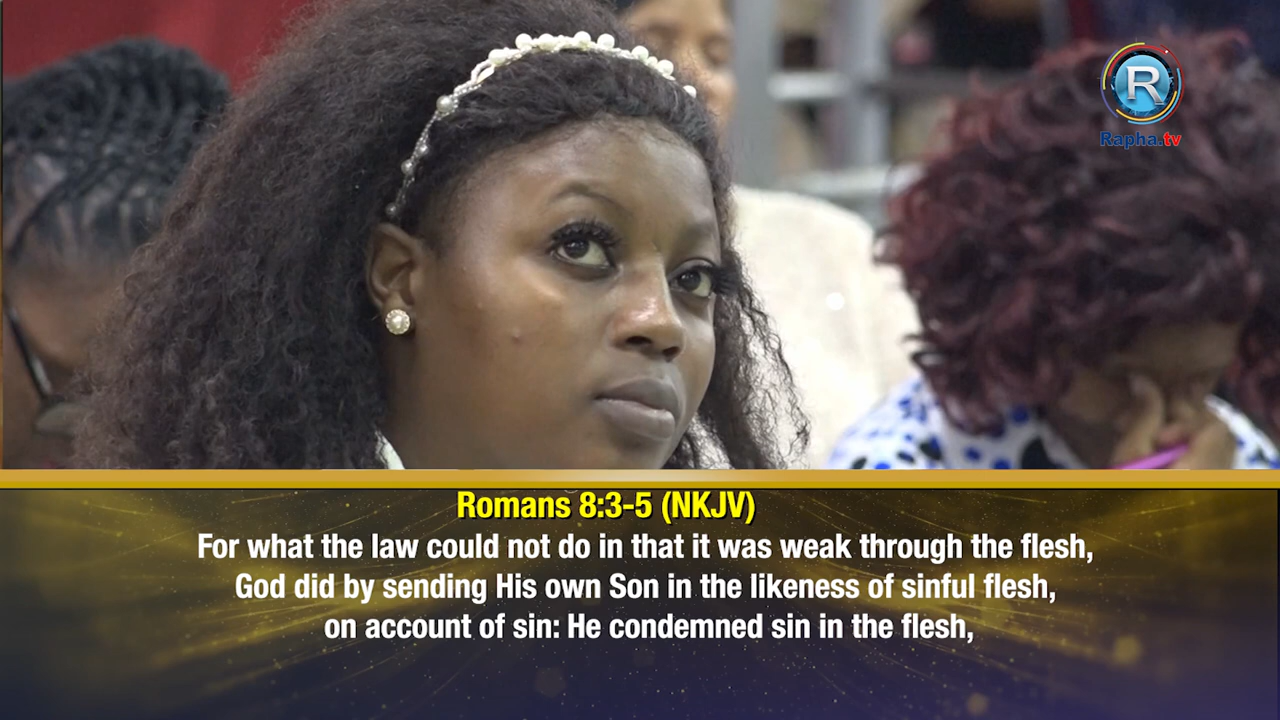 R
Rapha.tv
Romans 8:3-5 (NKJV)
For what the law could not do in that it was weak through the flesh,
God did by sending His own Son in the likeness of sinful flesh,
on account of sin: He condemned sin in the flesh,